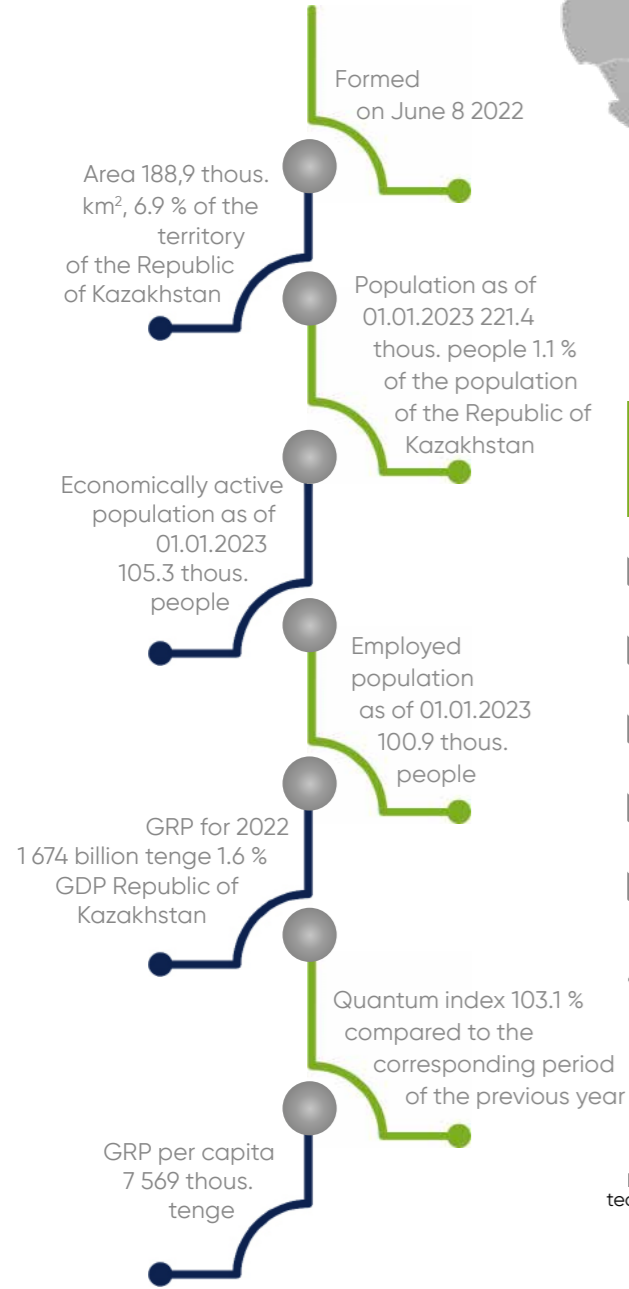 Formed
on June 8 2022
Area 188,9 thous.
km², 6.9 % of the
territory
of the Republic
of Kazakhstan
Population as of
01.01.2023 221.4
thous. people 1.1 %
of the population
of the Republic of
Kazakhstan
Economically active
population as of
01.01.2023
105.3 thous.
people
Employed
population
as of 01.01.2023
100.9 thous.
people
GRP for 2022
1 674 billion tenge 1.6 %
GDP Republic of
Kazakhstan
Quantum index 103.1 %
compared to the
corresponding period
of the previous year
GRP per capita
7 569 thous.
tenge